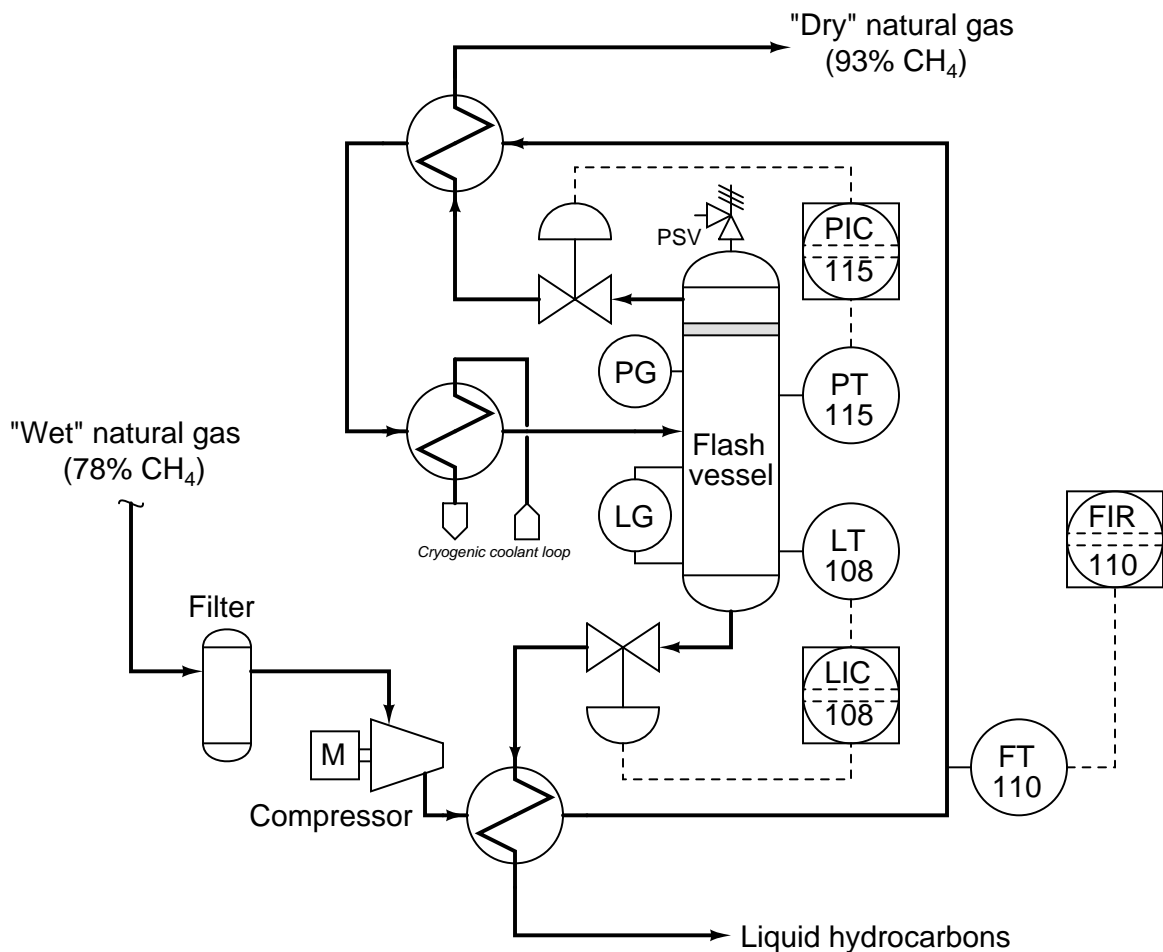 "Dry" natural gas
(93% CH₄)
PIC
115
PSV
PG
PT
115
"Wet" natural gas
(78% CH₄)
Flash
vessel
LG
LT
108
FIR
110
Cryogenic coolant loop
Filter
LIC
108
M
FT
110
Compressor
Liquid hydrocarbons